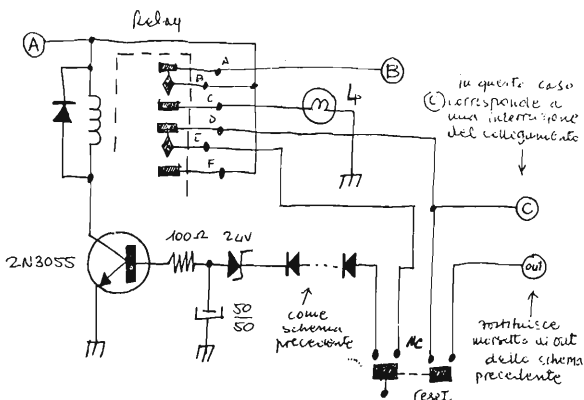 Relay
A
A
B
B
C
L
D
E
F
in questo caso
C corrisponde a
una interruzione
del collegamento
C
2N3055
100Ω
24V
50
50
out
come
schema
precedente
NC
sostituisce
morsetto di out
dello schema
precedente
reset